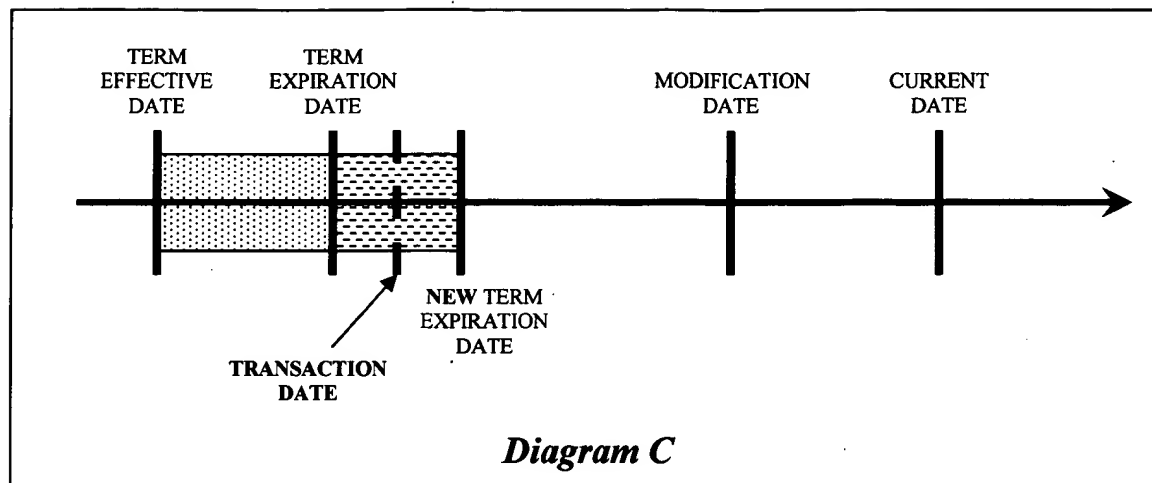 TERM
EFFECTIVE
DATE
TERM
EXPIRATION
DATE
MODIFICATION
DATE
CURRENT
DATE
NEW TERM
EXPIRATION
DATE
TRANSACTION
DATE
Diagram C